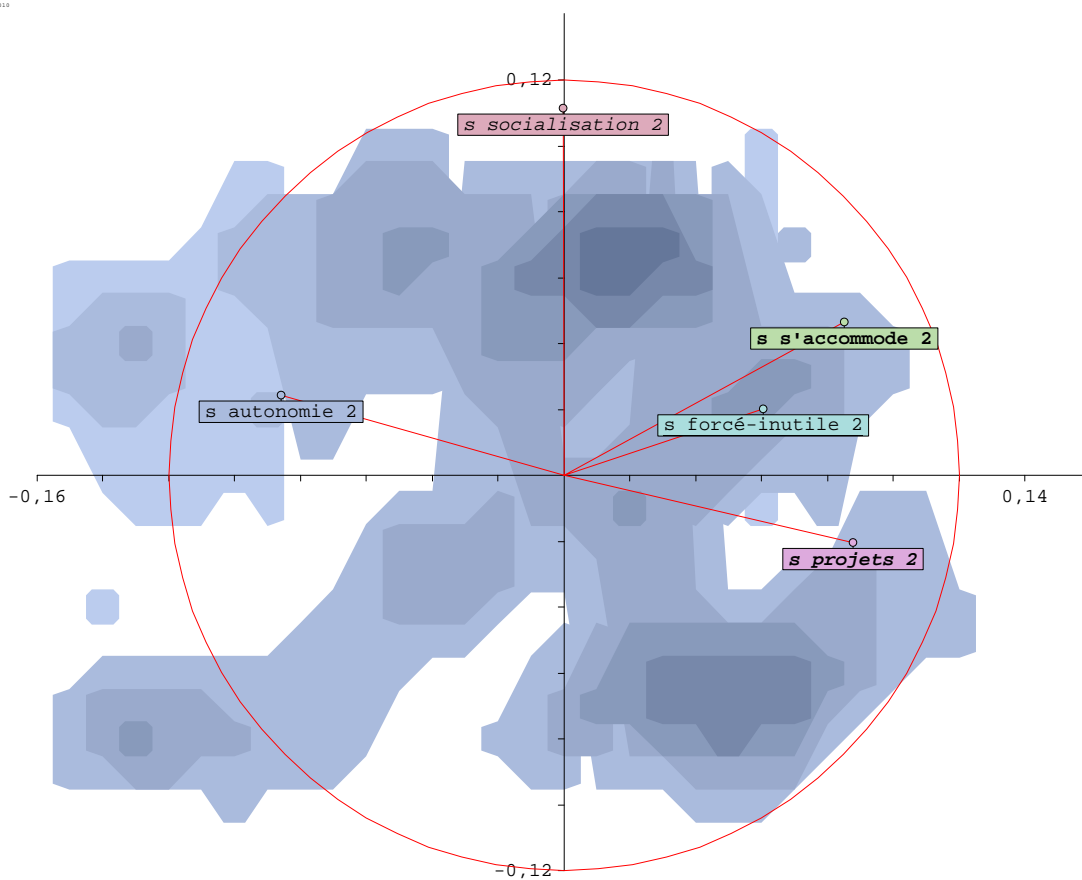 0,12
s socialisation 2
s s'accommode 2
s autonomie 2
s forcé-inutile 2
-0,16
0,14
s projets 2
-0,12